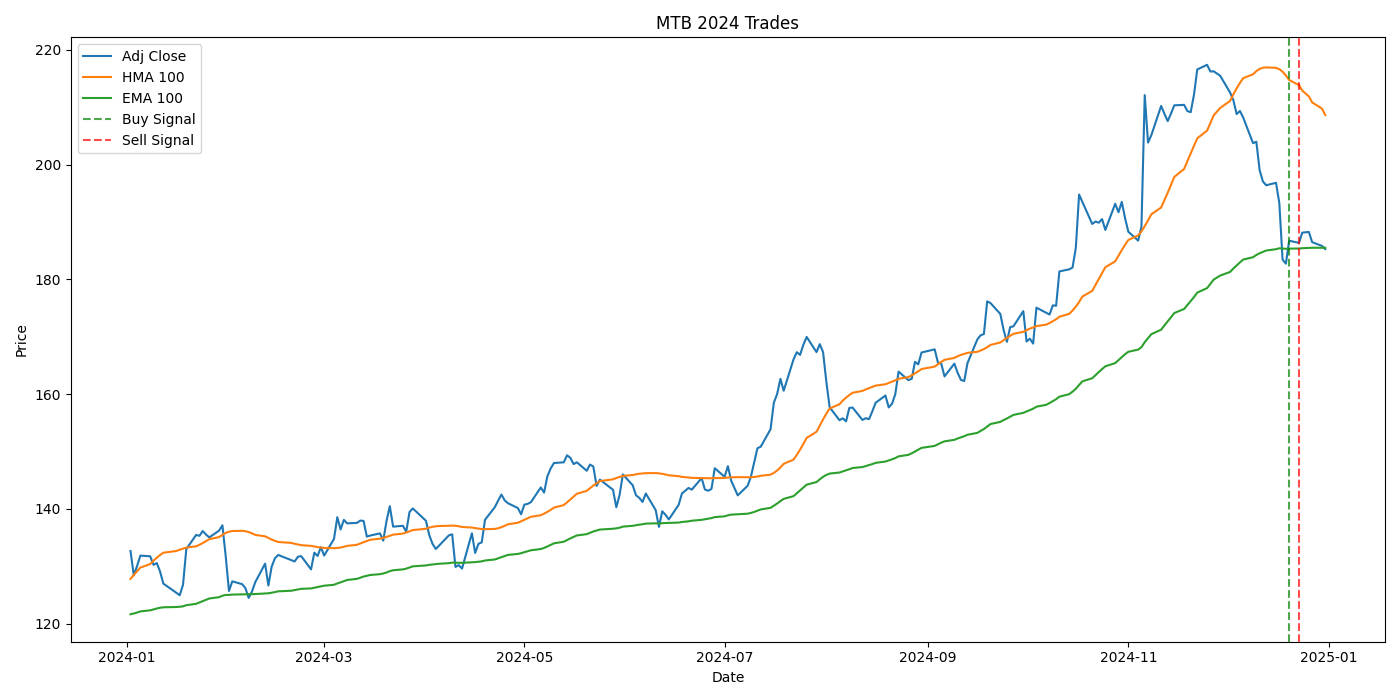 MTB 2024 Trades
Adj Close
HMA 100
EMA 100
Buy Signal
Sell Signal
Price
220
200
180
160
140
120
2024-01
2024-03
2024-05
2024-07
2024-09
2024-11
2025-01
Date